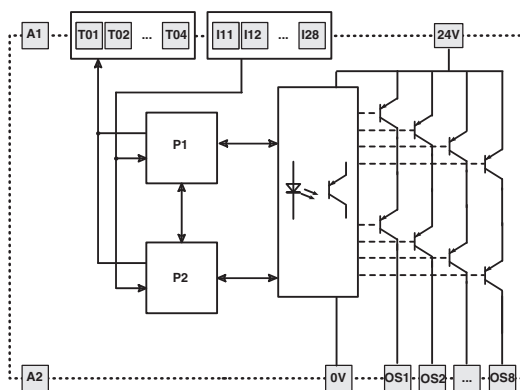 A1 T01 T02 ... T04 I11 I12 ... I28 24V
P1
P2
A2 0V OS1 OS2 ... OS8